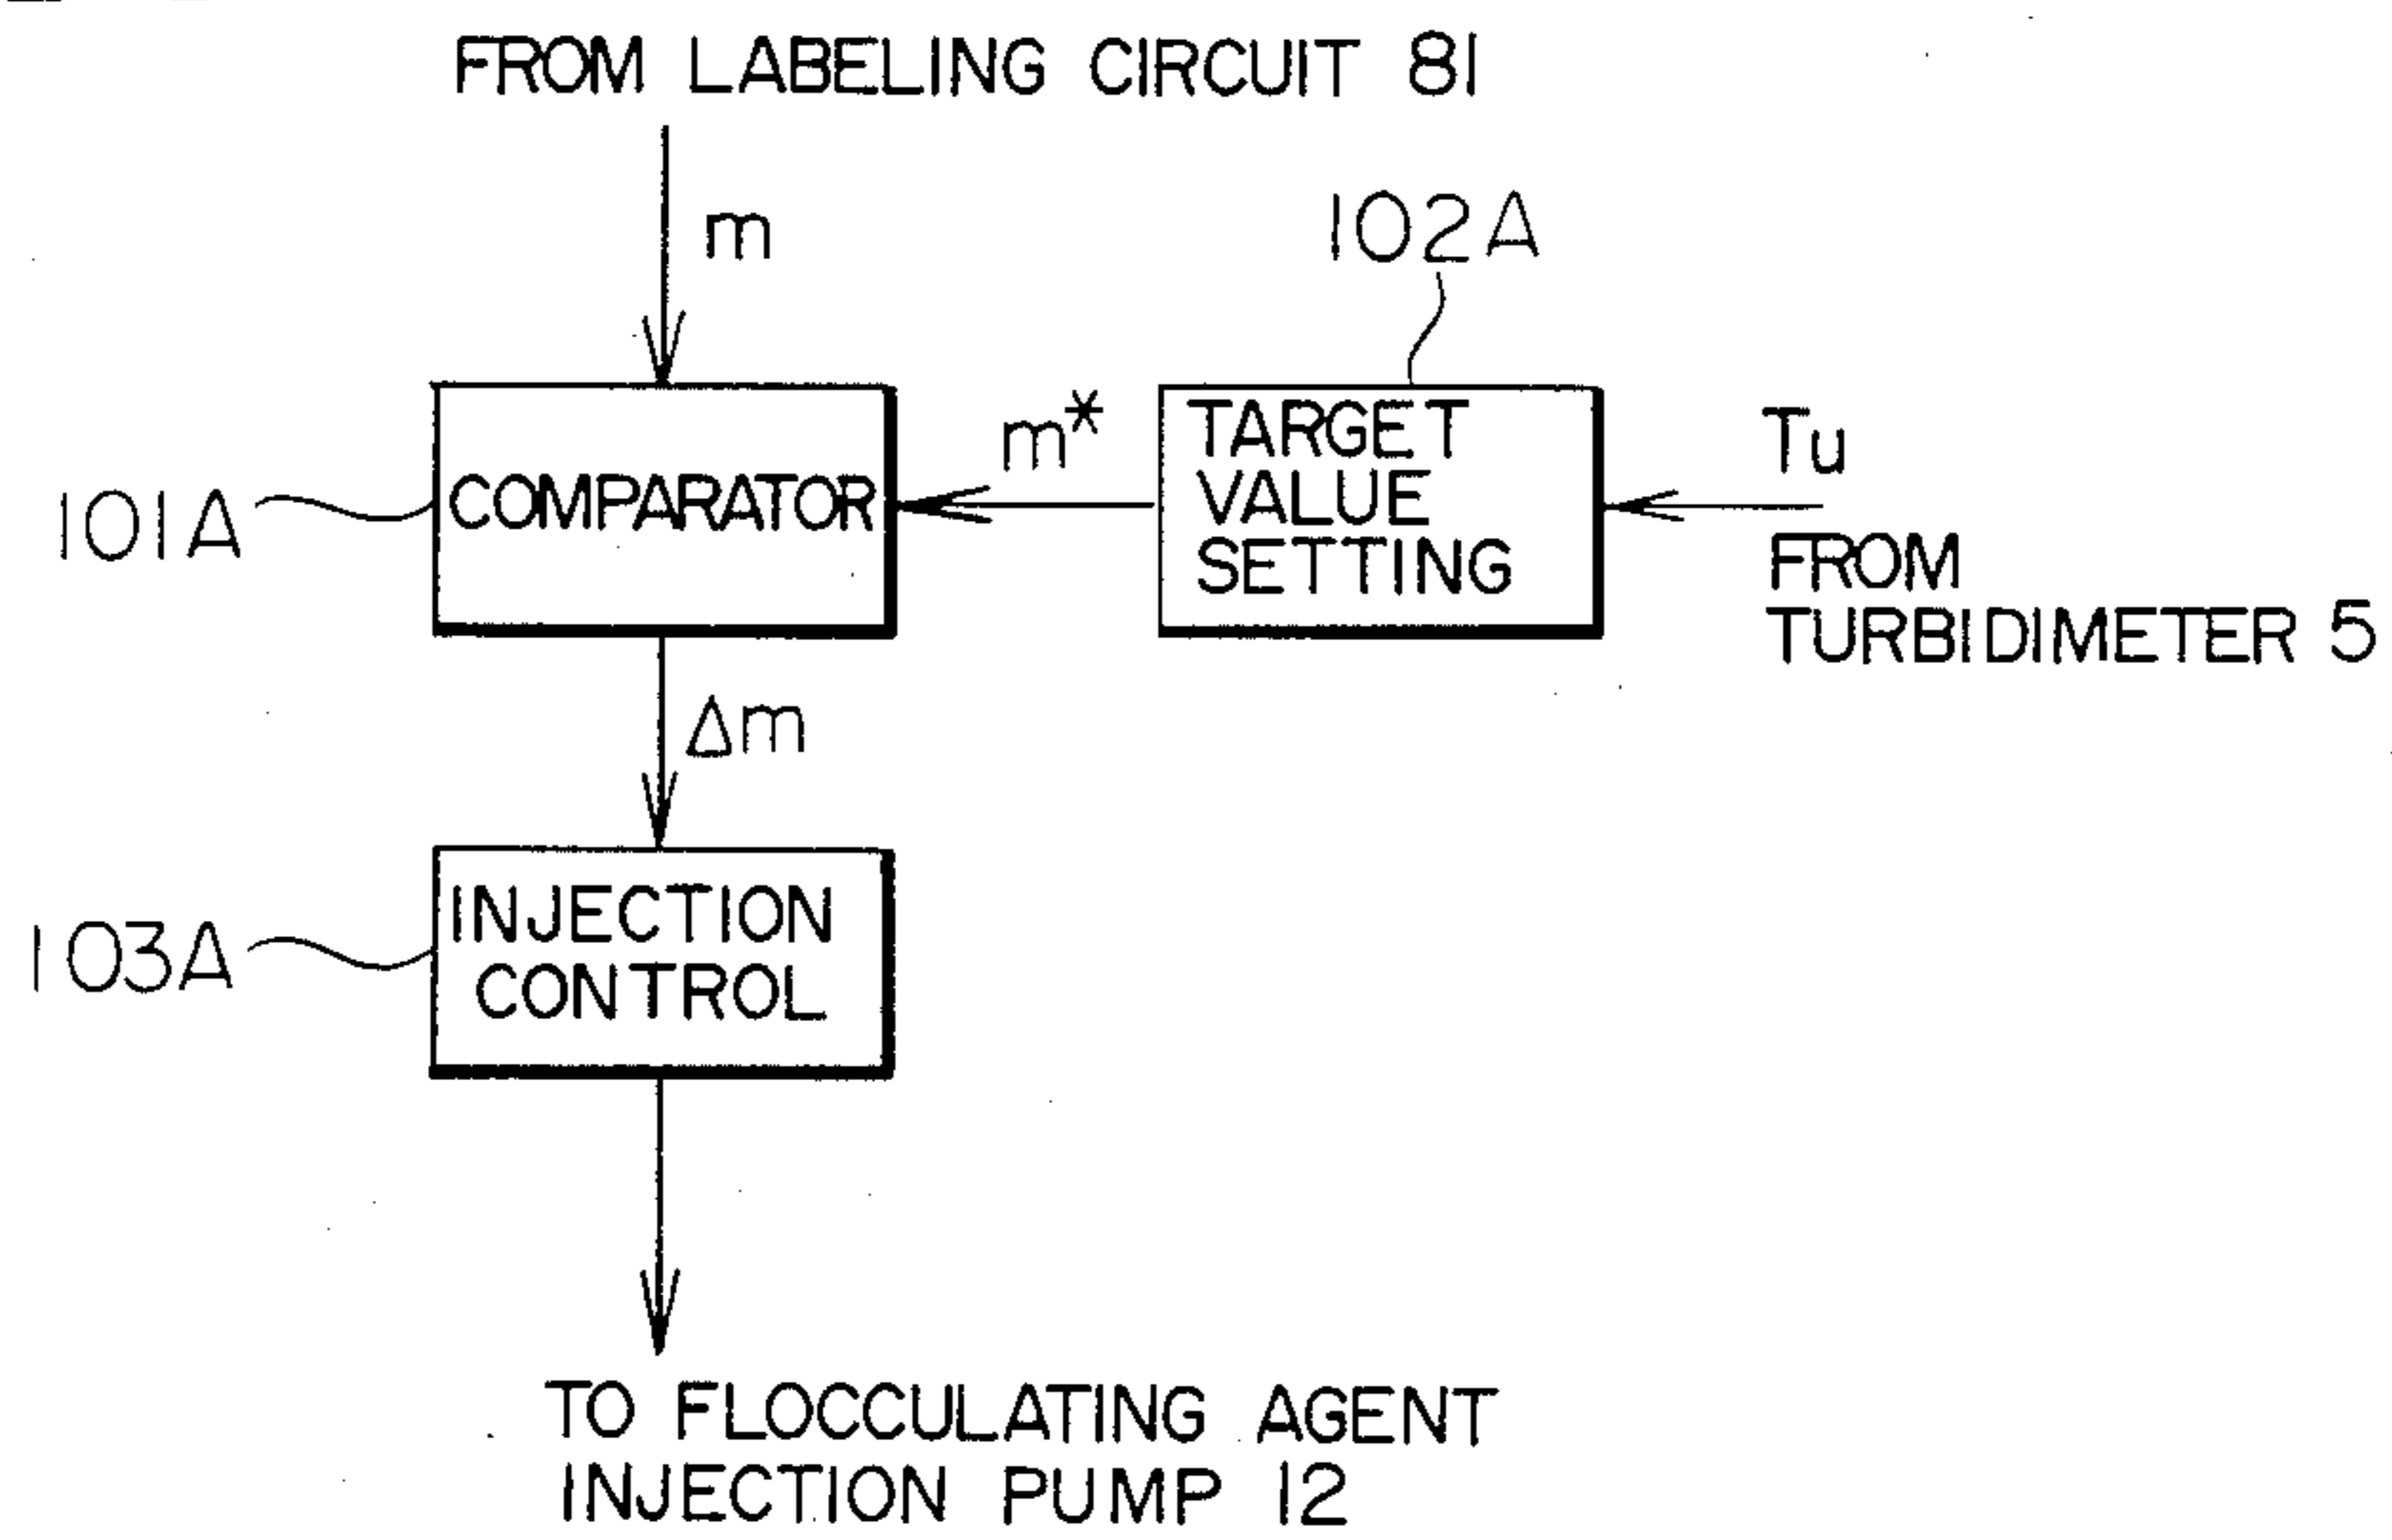 FROM LABELING CIRCUIT 81
m
102A
101A
COMPARATOR
m*
TARGET
VALUE
SETTING
Tu
FROM
TURBIDIMETER 5
Δm
103A
INJECTION
CONTROL
TO FLOCCULATING AGENT
INJECTION PUMP 12